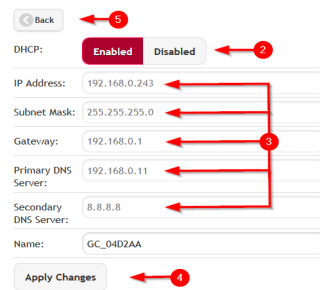 Back 5
DHCP: Enabled Disabled 2
IP Address: 192.168.0.243
Subnet Mask: 255.255.255.0
Gateway: 192.168.0.1 3
Primary DNS
Server: 192.168.0.11
Secondary
DNS Server: 8.8.8.8
Name: GC_04D2AA
Apply Changes 4